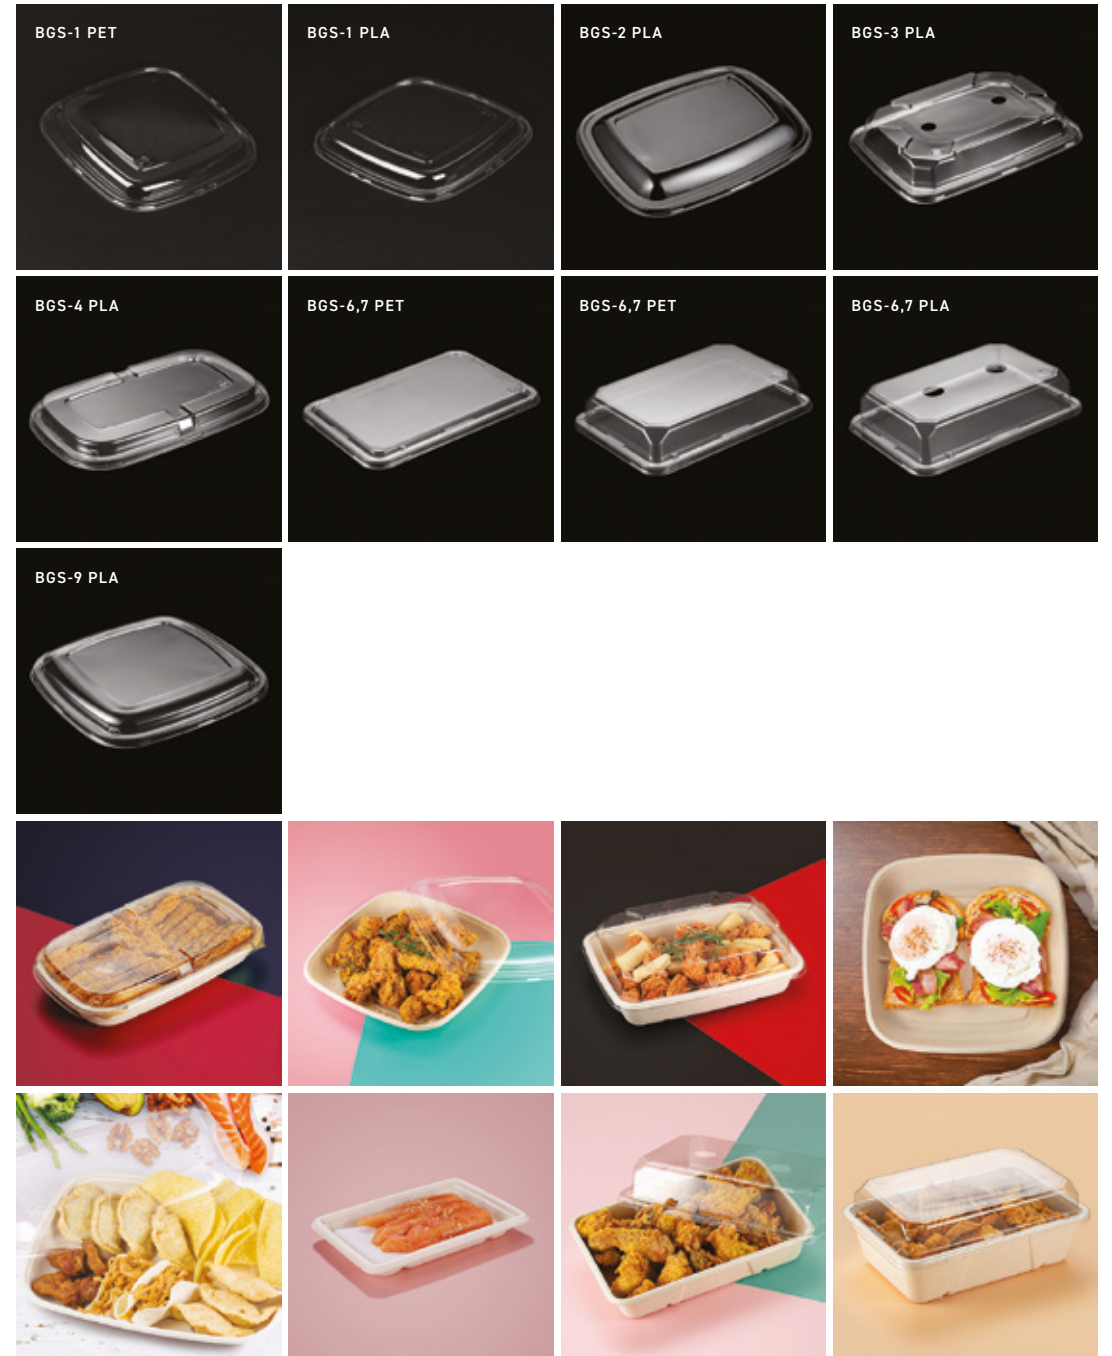 BGS-1 PET
BGS-1 PLA
BGS-2 PLA
BGS-3 PLA
BGS-4 PLA
BGS-6,7 PET
BGS-6,7 PET
BGS-6,7 PLA
BGS-9 PLA